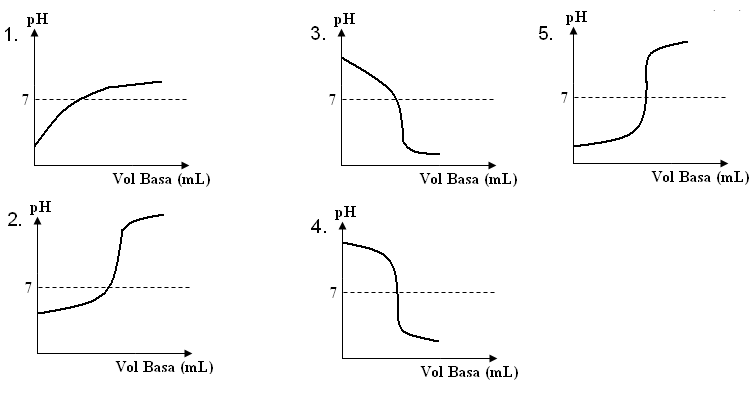 1.
pH
7
Vol Basa (mL)
2.
pH
7
Vol Basa (mL)
3.
pH
7
Vol Basa (mL)
4.
pH
7
Vol Basa (mL)
5.
pH
7
Vol Basa (mL)